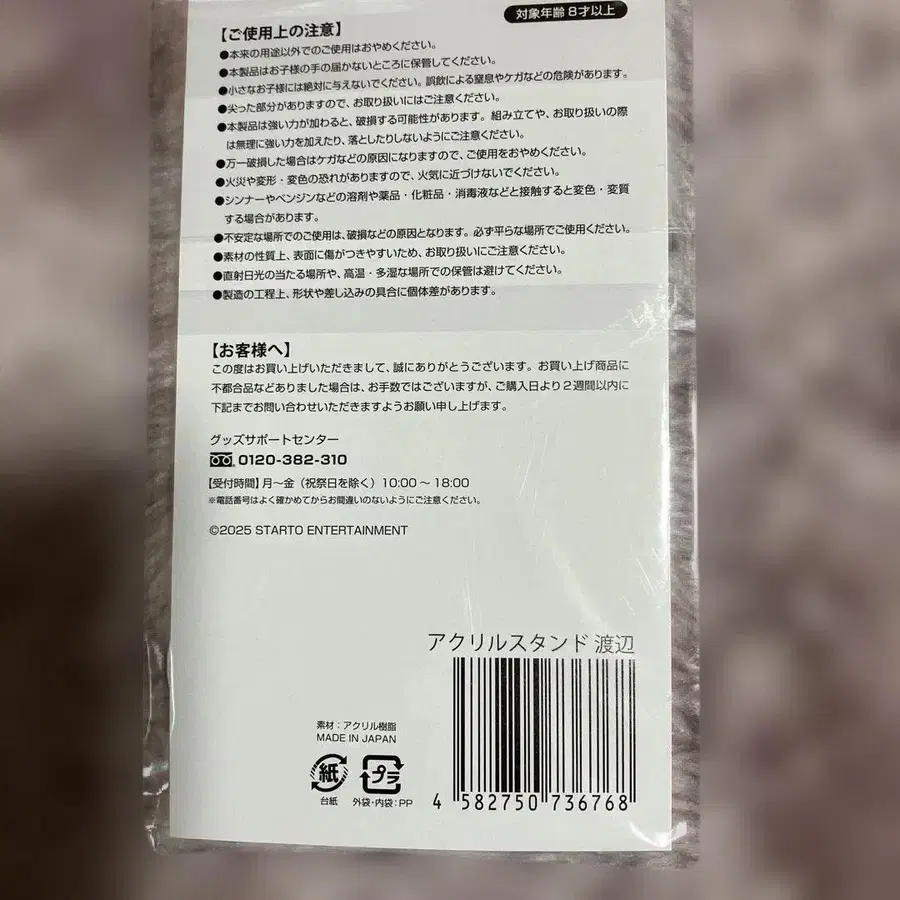 対象年齢 8才以上
【ご使用上の注意】
●本来の用途以外でのご使用はおやめください。
●本製品はお子様の手の届かないところに保管してください。
●小さなお子様には絶対に与えないでください。誤飲による窒息やケガなどの危険があります。
●尖った部分がありますので、お取り扱いにはご注意ください。
●本製品は強い力が加わると、破損する可能性があります。組み立てや、お取り扱いの際
は無理に強い力を加えたり、落としたりしないようにご注意ください。
●万一破損した場合はケガなどの原因になりますので、ご使用をおやめください。
●火災や変形・変色の恐れがありますので、火気に近づけないでください。
●シンナーやベンジンなどの溶剤や薬品・化粧品・消毒液などと接触すると変色・変質
する場合があります。
●不安定な場所でのご使用は、破損などの原因となります。必ず平らな場所でご使用ください。
●素材の性質上、表面に傷がつきやすいため、お取り扱いにご注意ください。
●直射日光の当たる場所や、高温・多湿な場所での保管は避けてください。
●製造の工程上、形状や差し込みの具合に個体差があります。
【お客様へ】
この度はお買い上げいただきまして、誠にありがとうございます。お買い上げ商品に
不都合品などありました場合は、お手数ではございますが、ご購入日より2週間以内に
下記までお問い合わせいただきますようお願い申し上げます。
グッズサポートセンター
0120-382-310
【受付時間】月～金（祝祭日を除く）10:00～18:00
※電話番号はよく確かめてからお間違いのないようにご注意ください。
©2025 STARTO ENTERTAINMENT
アクリルスタンド 渡辺
素材：アクリル樹脂
MADE IN JAPAN
紙 プラ
台紙 外袋・内袋：PP
4 582750 736768